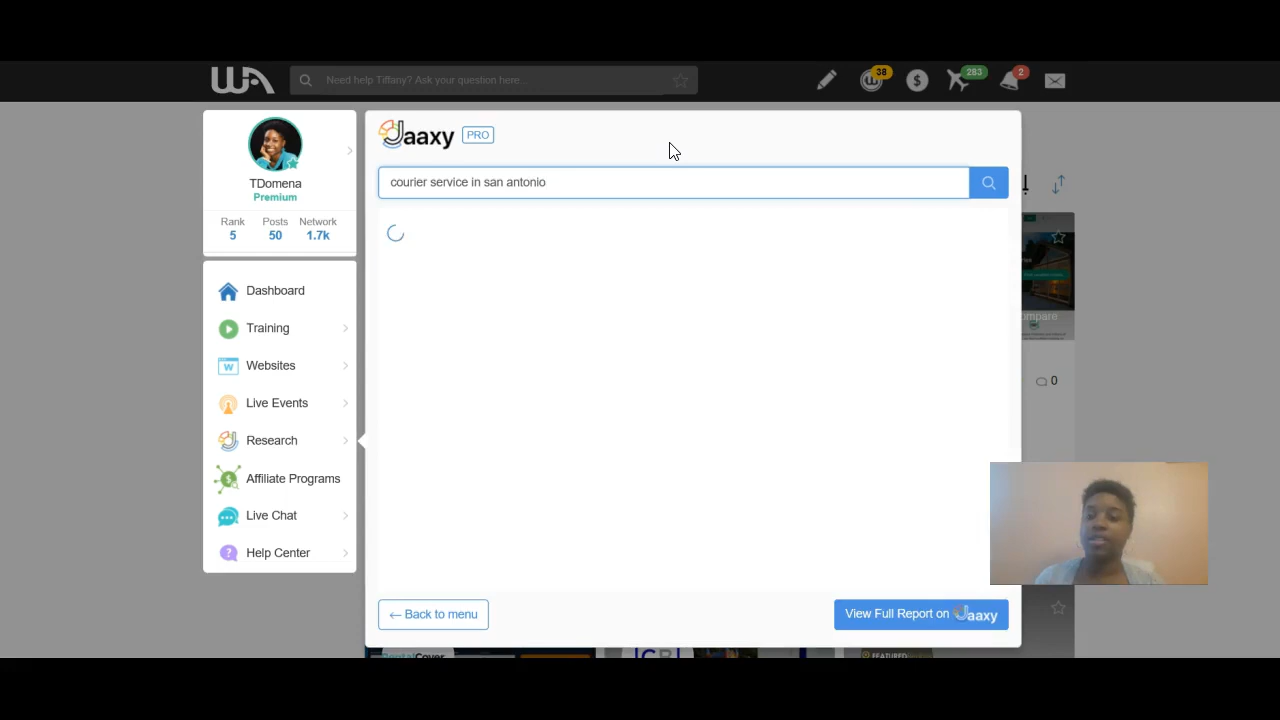 WA
Need help Tiffany? Ask your question here...
38
$
283
2
TDomena
Premium
Rank
Posts
Network
5
50
1.7k
Dashboard
Training
Websites
Live Events
Research
Affiliate Programs
Live Chat
Help Center
Jaaxy
PRO
courier service in san antonio
← Back to menu
View Full Report on Jaaxy
0
FEATURED